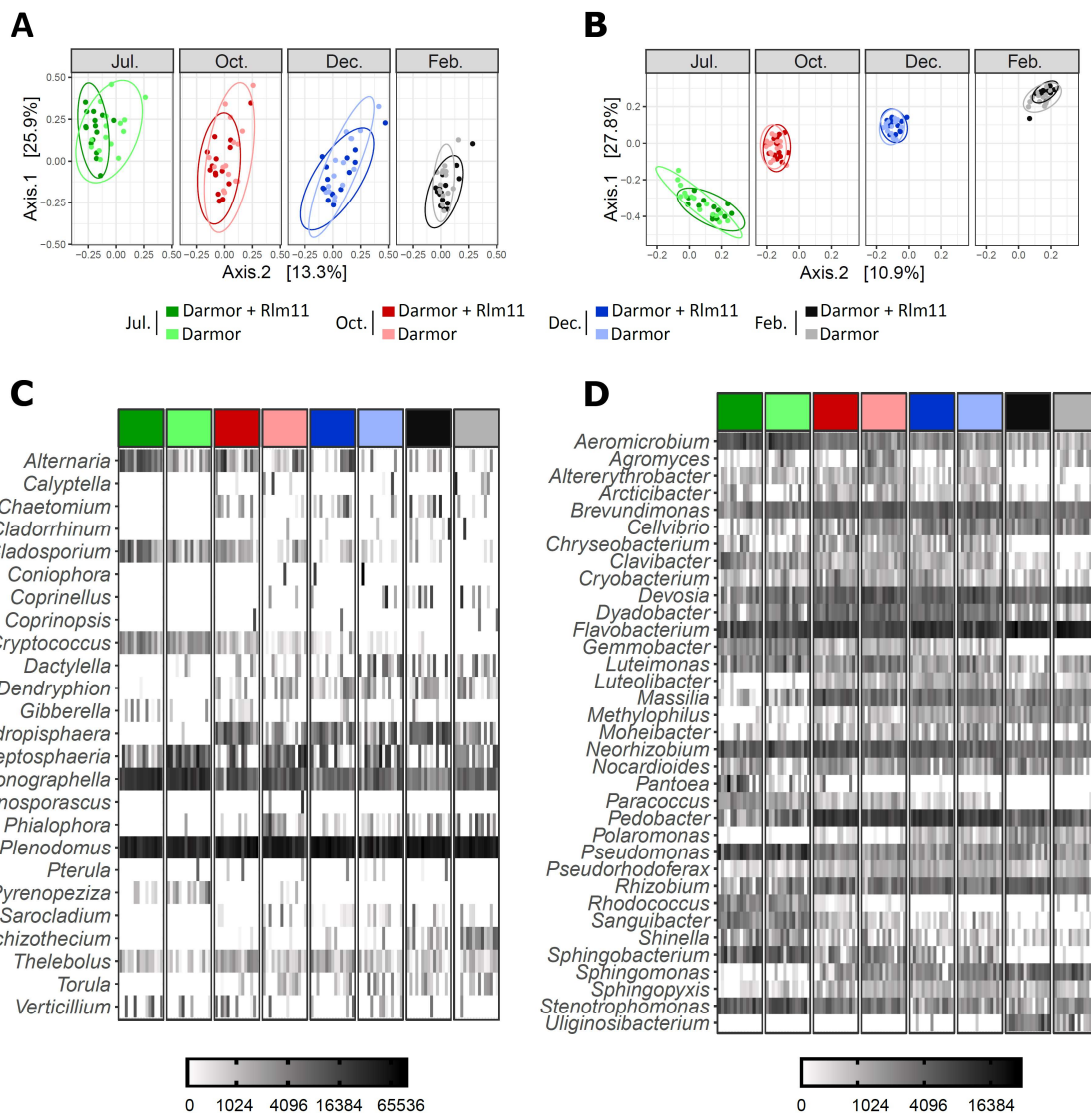 A
B
Jul. Oct. Dec. Feb.
Jul. Oct. Dec. Feb.
Axis.1 [25.9%]
0.50
0.25
0.00
−0.25
−0.50
−0.25 0.00 0.25 0.50 −0.25 0.00 0.25 0.50 −0.25 0.00 0.25 0.50 −0.25 0.00 0.25 0.50
Axis.2 [13.3%]
Axis.1 [27.8%]
0.2
0.0
−0.2
−0.4
−0.2 0.0 0.2 −0.2 0.0 0.2 −0.2 0.0 0.2 −0.2 0.0 0.2
Axis.2 [10.9%]
Jul. Darmor + Rlm11
Darmor
Oct. Darmor + Rlm11
Darmor
Dec. Darmor + Rlm11
Darmor
Feb. Darmor + Rlm11
Darmor
C
Alternaria
Calyptella
Chaetomium
Cladorrhinum
ladosporium
Coniophora
Coprinellus
Coprinopsis
ryptococcus
Dactylella
Dendryphion
Gibberella
dropisphaera
eptosphaeria
onographella
nosporascus
Phialophora
Plenodomus
Pterula
yrenopeziza
Sarocladium
chizothecium
Thelebolus
Torula
Verticillium
0 1024 4096 16384 65536
D
Aeromicrobium
Agromyces
Altererythrobacter
Arcticibacter
Brevundimonas
Cellvibrio
Chryseobacterium
Clavibacter
Cryobacterium
Devosia
Dyadobacter
Flavobacterium
Gemmobacter
Luteimonas
Luteolibacter
Massilia
Methylophilus
Moheibacter
Neorhizobium
Nocardioides
Pantoea
Paracoccus
Pedobacter
Polaromonas
Pseudomonas
Pseudorhodoferax
Rhizobium
Rhodococcus
Sanguibacter
Shinella
Sphingobacterium
Sphingomonas
Sphingopyxis
Stenotrophomonas
Uliginosibacterium
0 1024 4096 16384